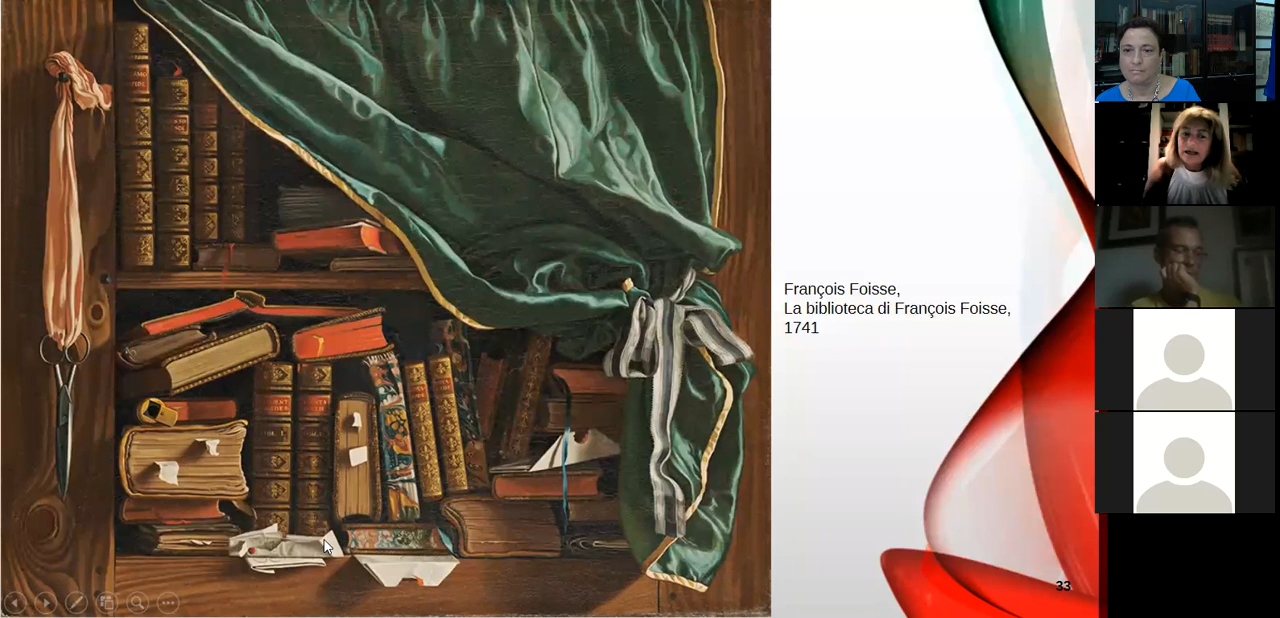 François Foisse,
La biblioteca di François Foisse,
1741
33